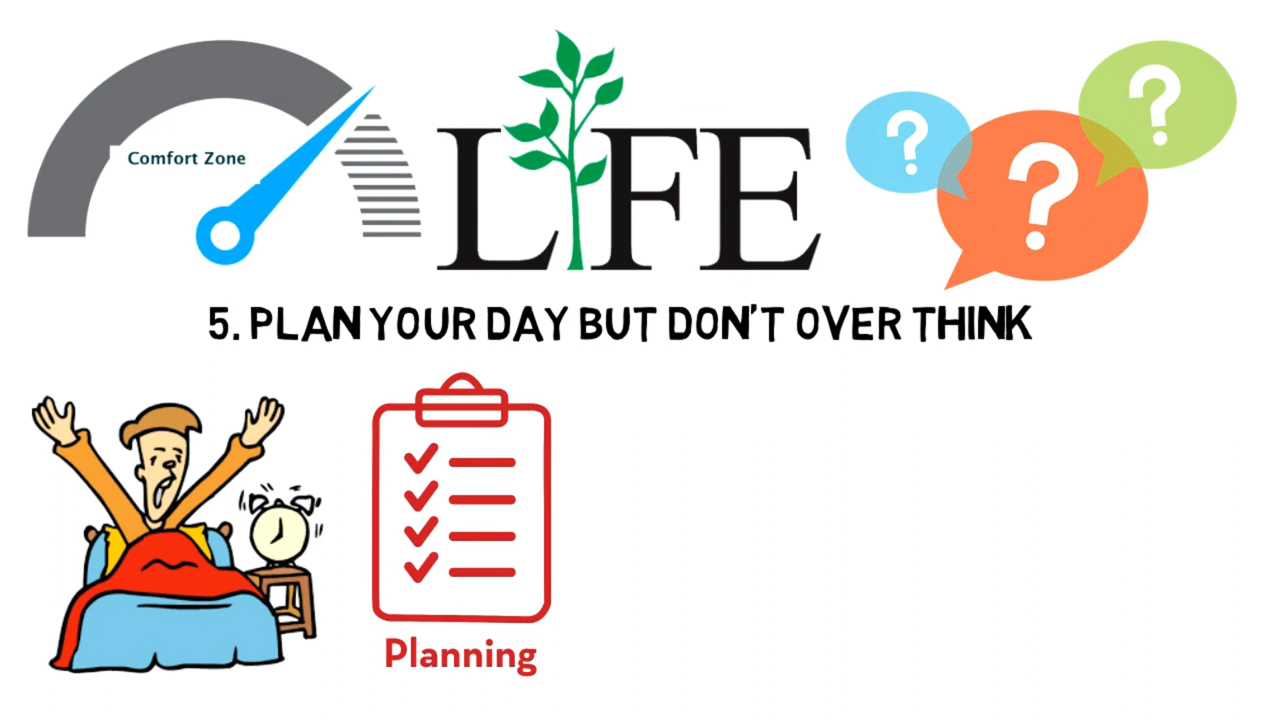 Comfort Zone
LIFE
? ? ?
5. PLAN YOUR DAY BUT DON'T OVER THINK
Planning